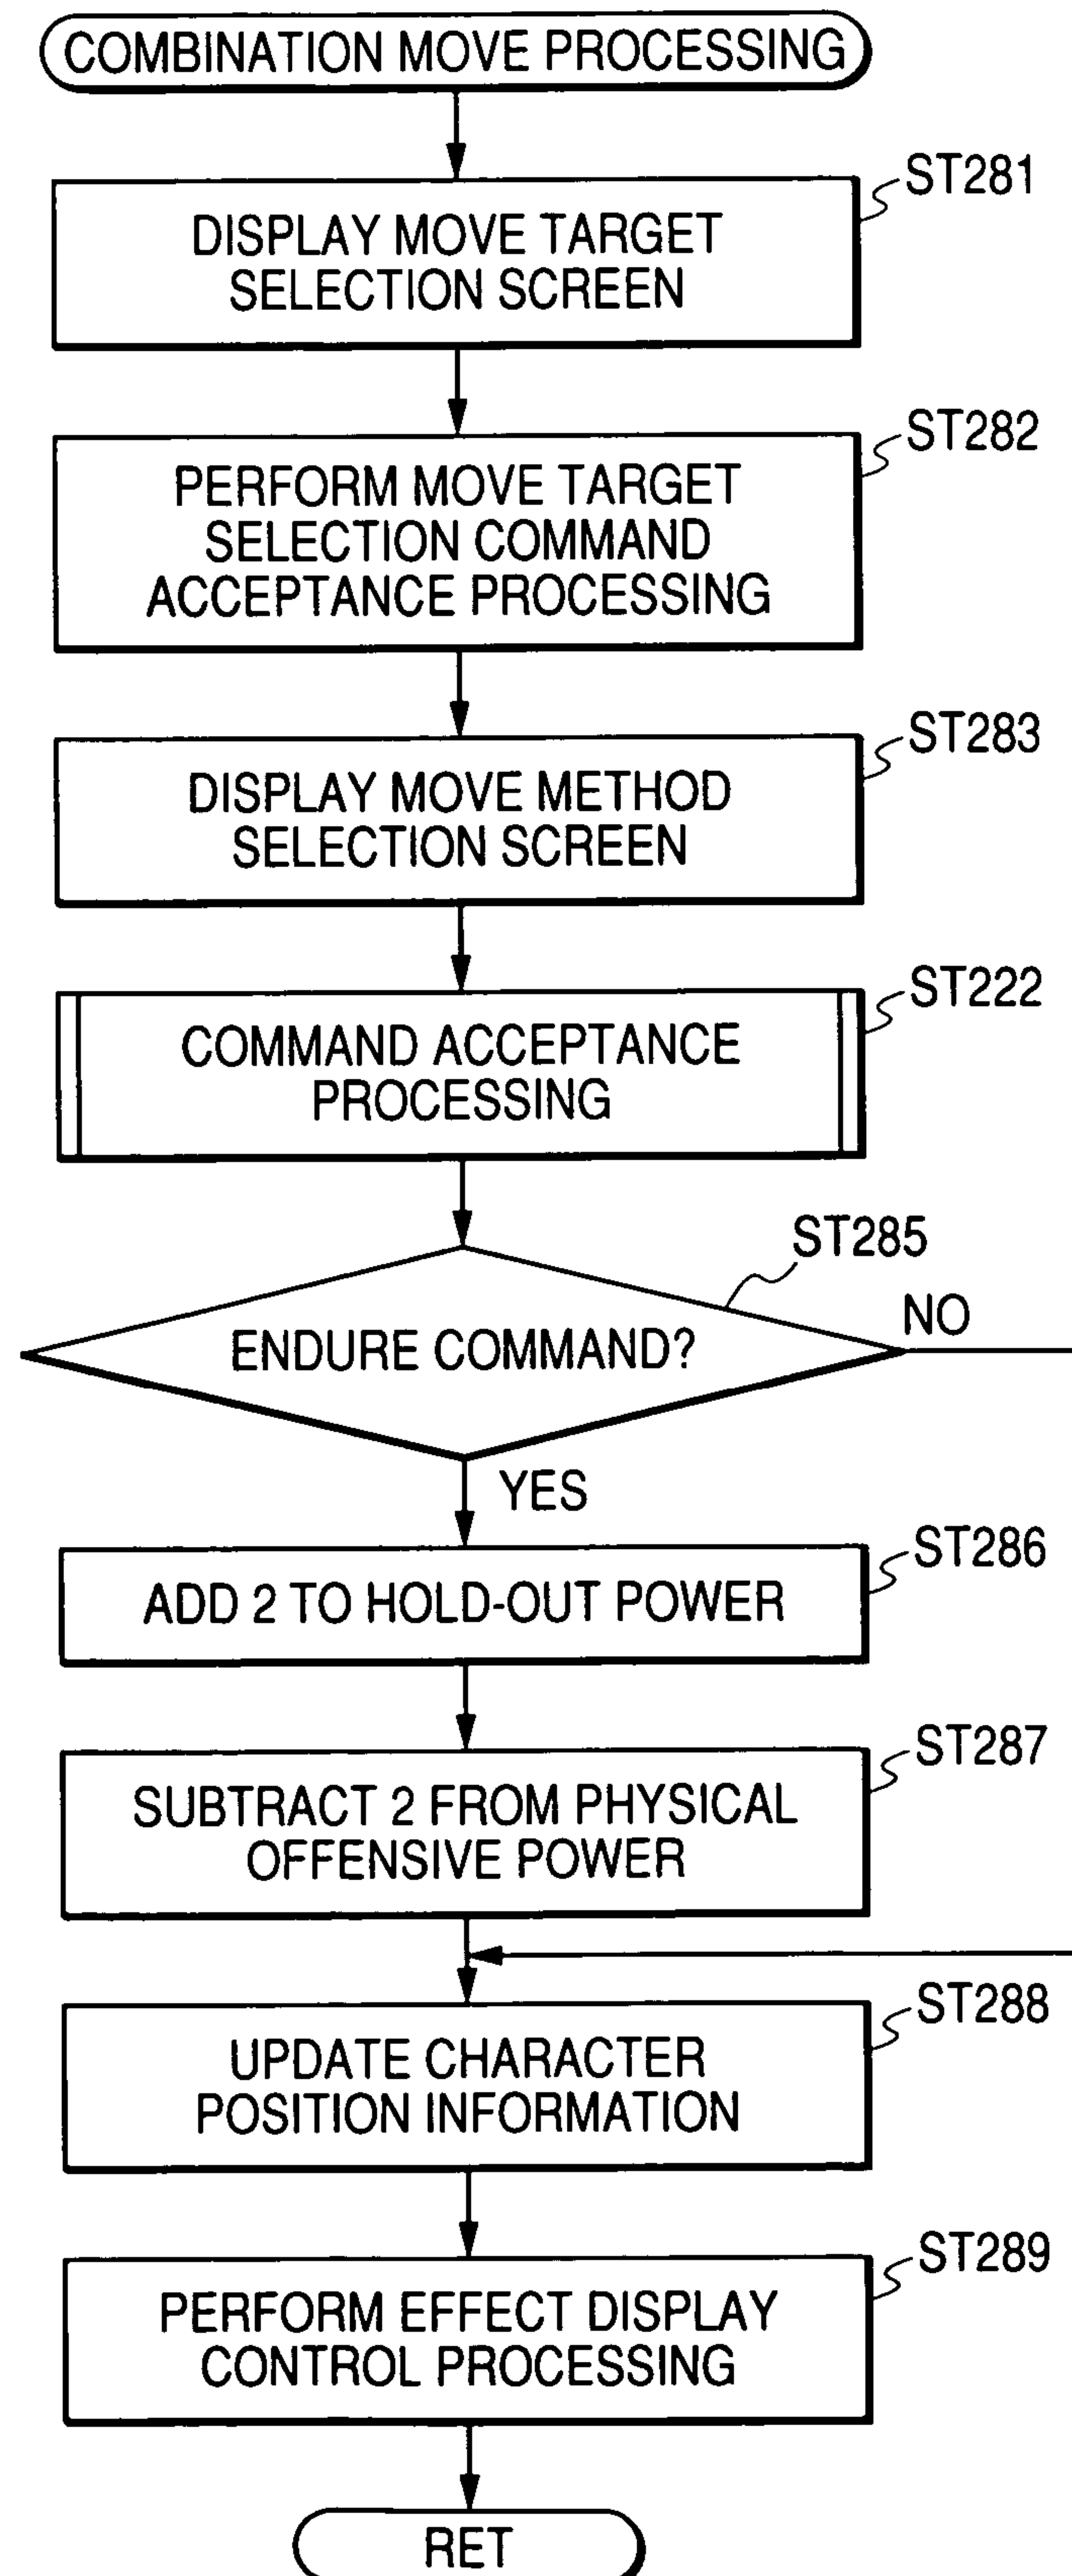 COMBINATION MOVE PROCESSING
ST281
DISPLAY MOVE TARGET
SELECTION SCREEN
ST282
PERFORM MOVE TARGET
SELECTION COMMAND
ACCEPTANCE PROCESSING
ST283
DISPLAY MOVE METHOD
SELECTION SCREEN
ST222
COMMAND ACCEPTANCE
PROCESSING
ST285
ENDURE COMMAND?
NO
YES
ST286
ADD 2 TO HOLD-OUT POWER
ST287
SUBTRACT 2 FROM PHYSICAL
OFFENSIVE POWER
ST288
UPDATE CHARACTER
POSITION INFORMATION
ST289
PERFORM EFFECT DISPLAY
CONTROL PROCESSING
RET